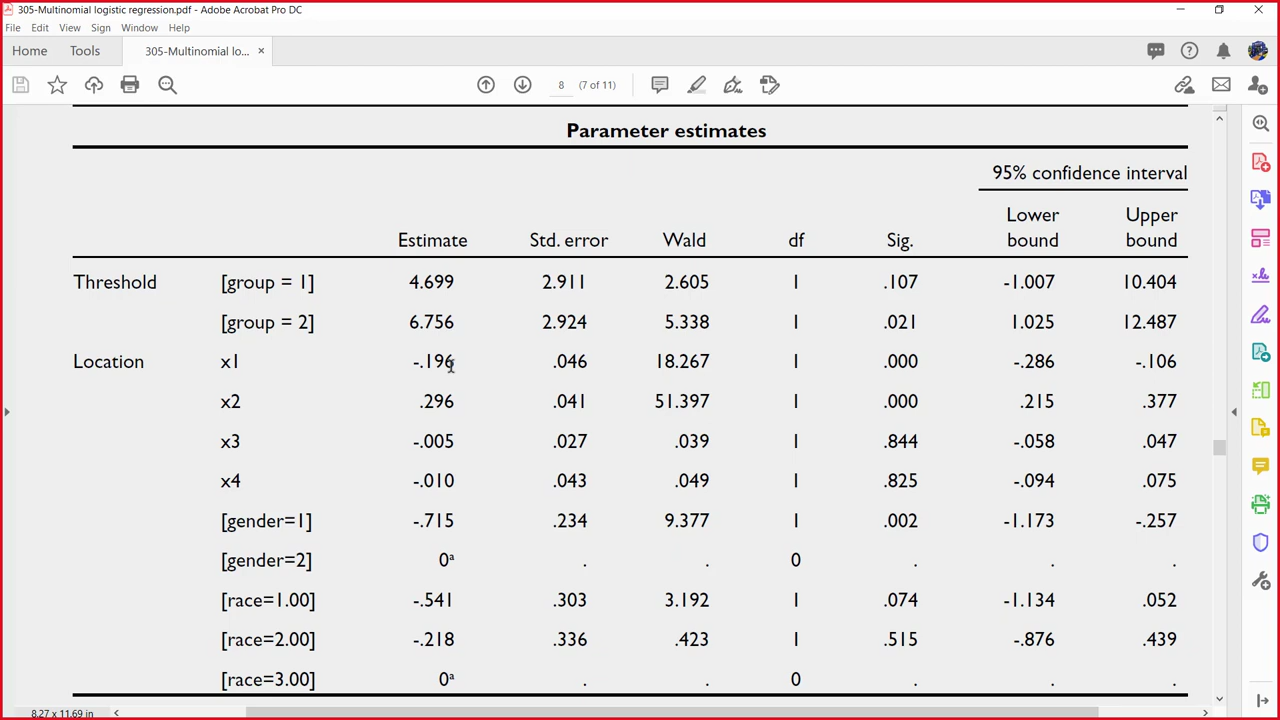 305-Multinomial logistic regression.pdf - Adobe Acrobat Pro DC
File Edit View Sign Window Help
Home Tools 305-Multinomial lo... ×
8 (7 of 11)
Parameter estimates
95% confidence interval
Lower Upper
Estimate Std. error Wald df Sig. bound bound
Threshold [group = 1] 4.699 2.911 2.605 1 .107 -1.007 10.404
[group = 2] 6.756 2.924 5.338 1 .021 1.025 12.487
Location x1 -.196 .046 18.267 1 .000 -.286 -.106
x2 .296 .041 51.397 1 .000 .215 .377
x3 -.005 .027 .039 1 .844 -.058 .047
x4 -.010 .043 .049 1 .825 -.094 .075
[gender=1] -.715 .234 9.377 1 .002 -1.173 -.257
[gender=2] 0ᵃ . . 0 . . .
[race=1.00] -.541 .303 3.192 1 .074 -1.134 .052
[race=2.00] -.218 .336 .423 1 .515 -.876 .439
[race=3.00] 0ᵃ . . 0 . . .
8.27 x 11.69 in